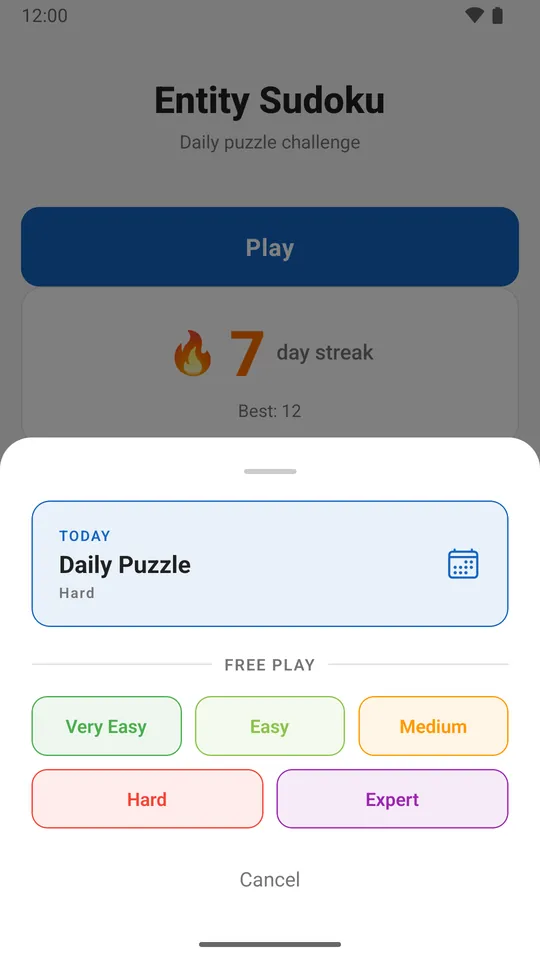 12:00
Entity Sudoku
Daily puzzle challenge
Play
7 day streak
Best: 12
TODAY
Daily Puzzle
Hard
FREE PLAY
Very Easy
Easy
Medium
Hard
Expert
Cancel